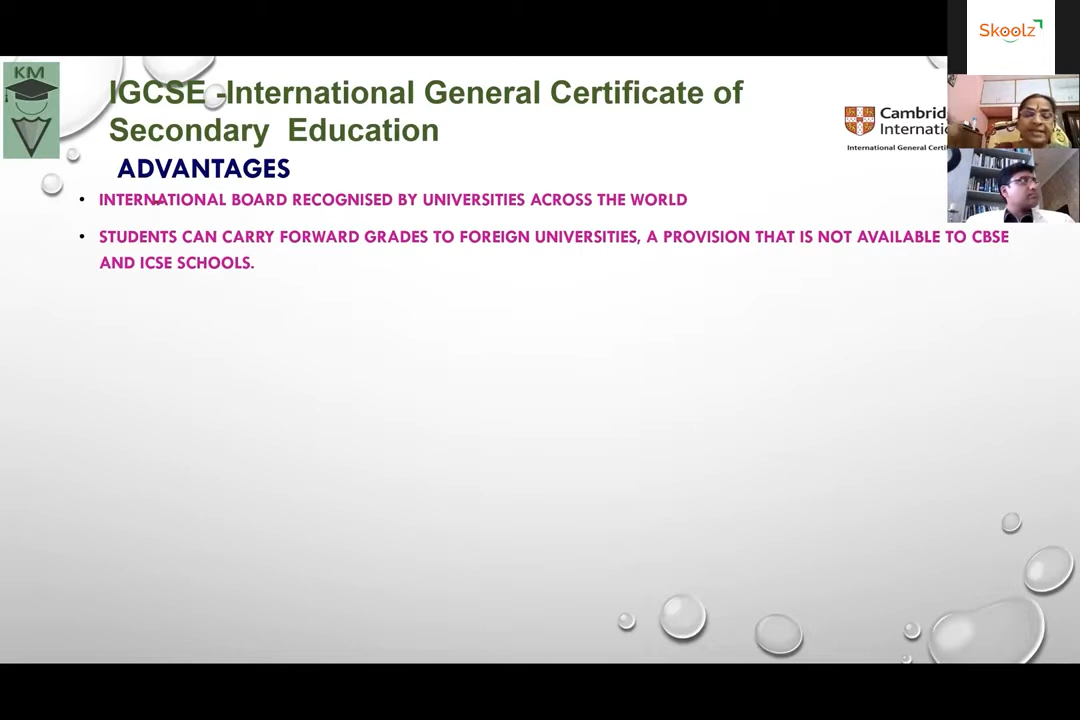 Skoolz
KM
IGCSE -International General Certificate of
Secondary Education
Cambrid
Internatio
International General Certi
ADVANTAGES
• INTERNATIONAL BOARD RECOGNISED BY UNIVERSITIES ACROSS THE WORLD
• STUDENTS CAN CARRY FORWARD GRADES TO FOREIGN UNIVERSITIES, A PROVISION THAT IS NOT AVAILABLE TO CBSE
AND ICSE SCHOOLS.